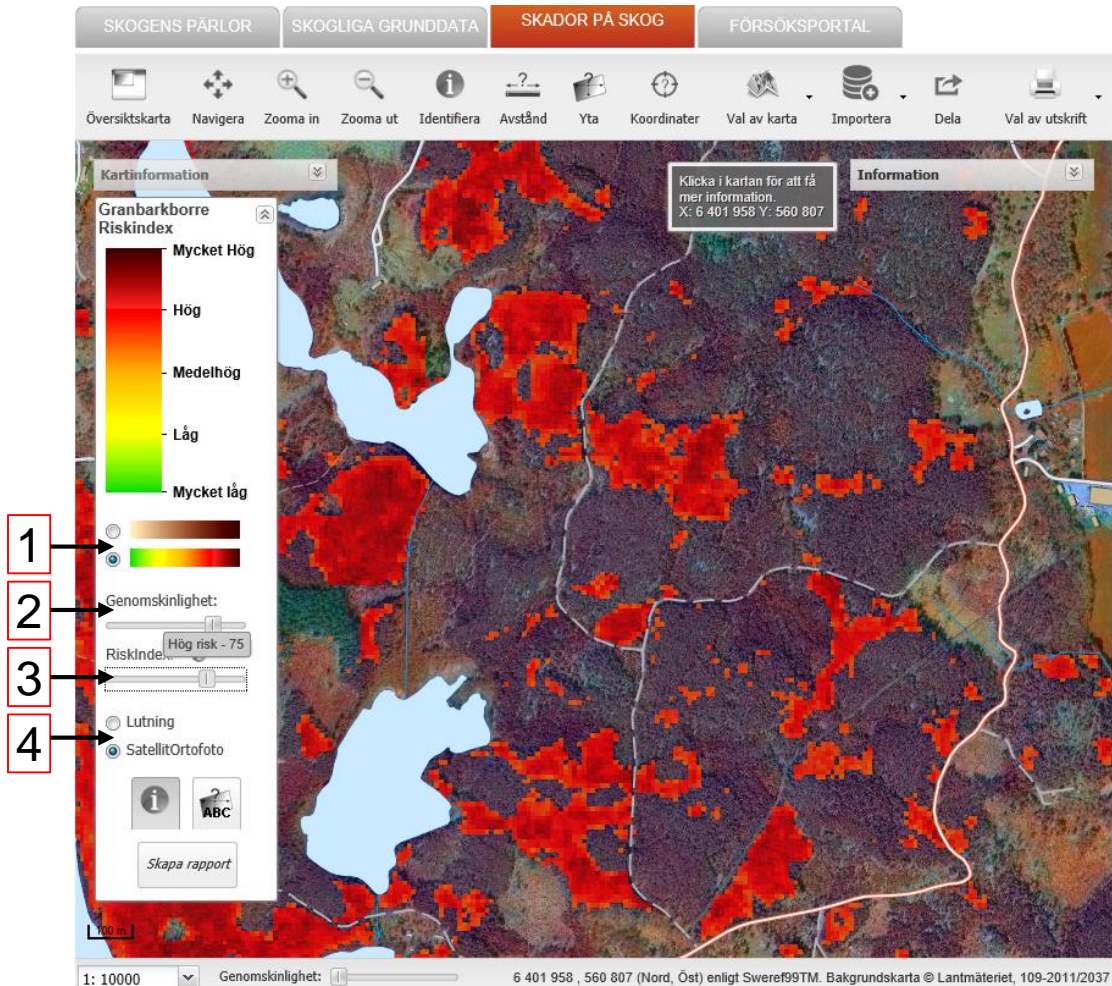 SKOGENS PÄRLOR
SKOGLIGA GRUNDDATA
SKADOR PÅ SKOG
FÖRSÖKSPORTAL
Översiktskarta
Navigera
Zooma in
Zooma ut
Identifiera
Avstånd
Yta
Koordinater
Val av karta
Importera
Dela
Val av utskrift
Kartinformation
Klicka i kartan för att få
mer information.
X: 6 401 958 Y: 560 807
Information
Granbarkborre
Riskindex
Mycket Hög
Hög
Medelhög
Låg
Mycket låg
1
2
Genomskinlighet:
Hög risk - 75
RiskIndex:
3
4
Lutning
SatellitOrtofoto
ABC
Skapa rapport
100 m
1: 10000
Genomskinlighet:
6 401 958 , 560 807 (Nord, Öst) enligt Sweref99TM. Bakgrundskarta © Lantmäteriet, 109-2011/2037